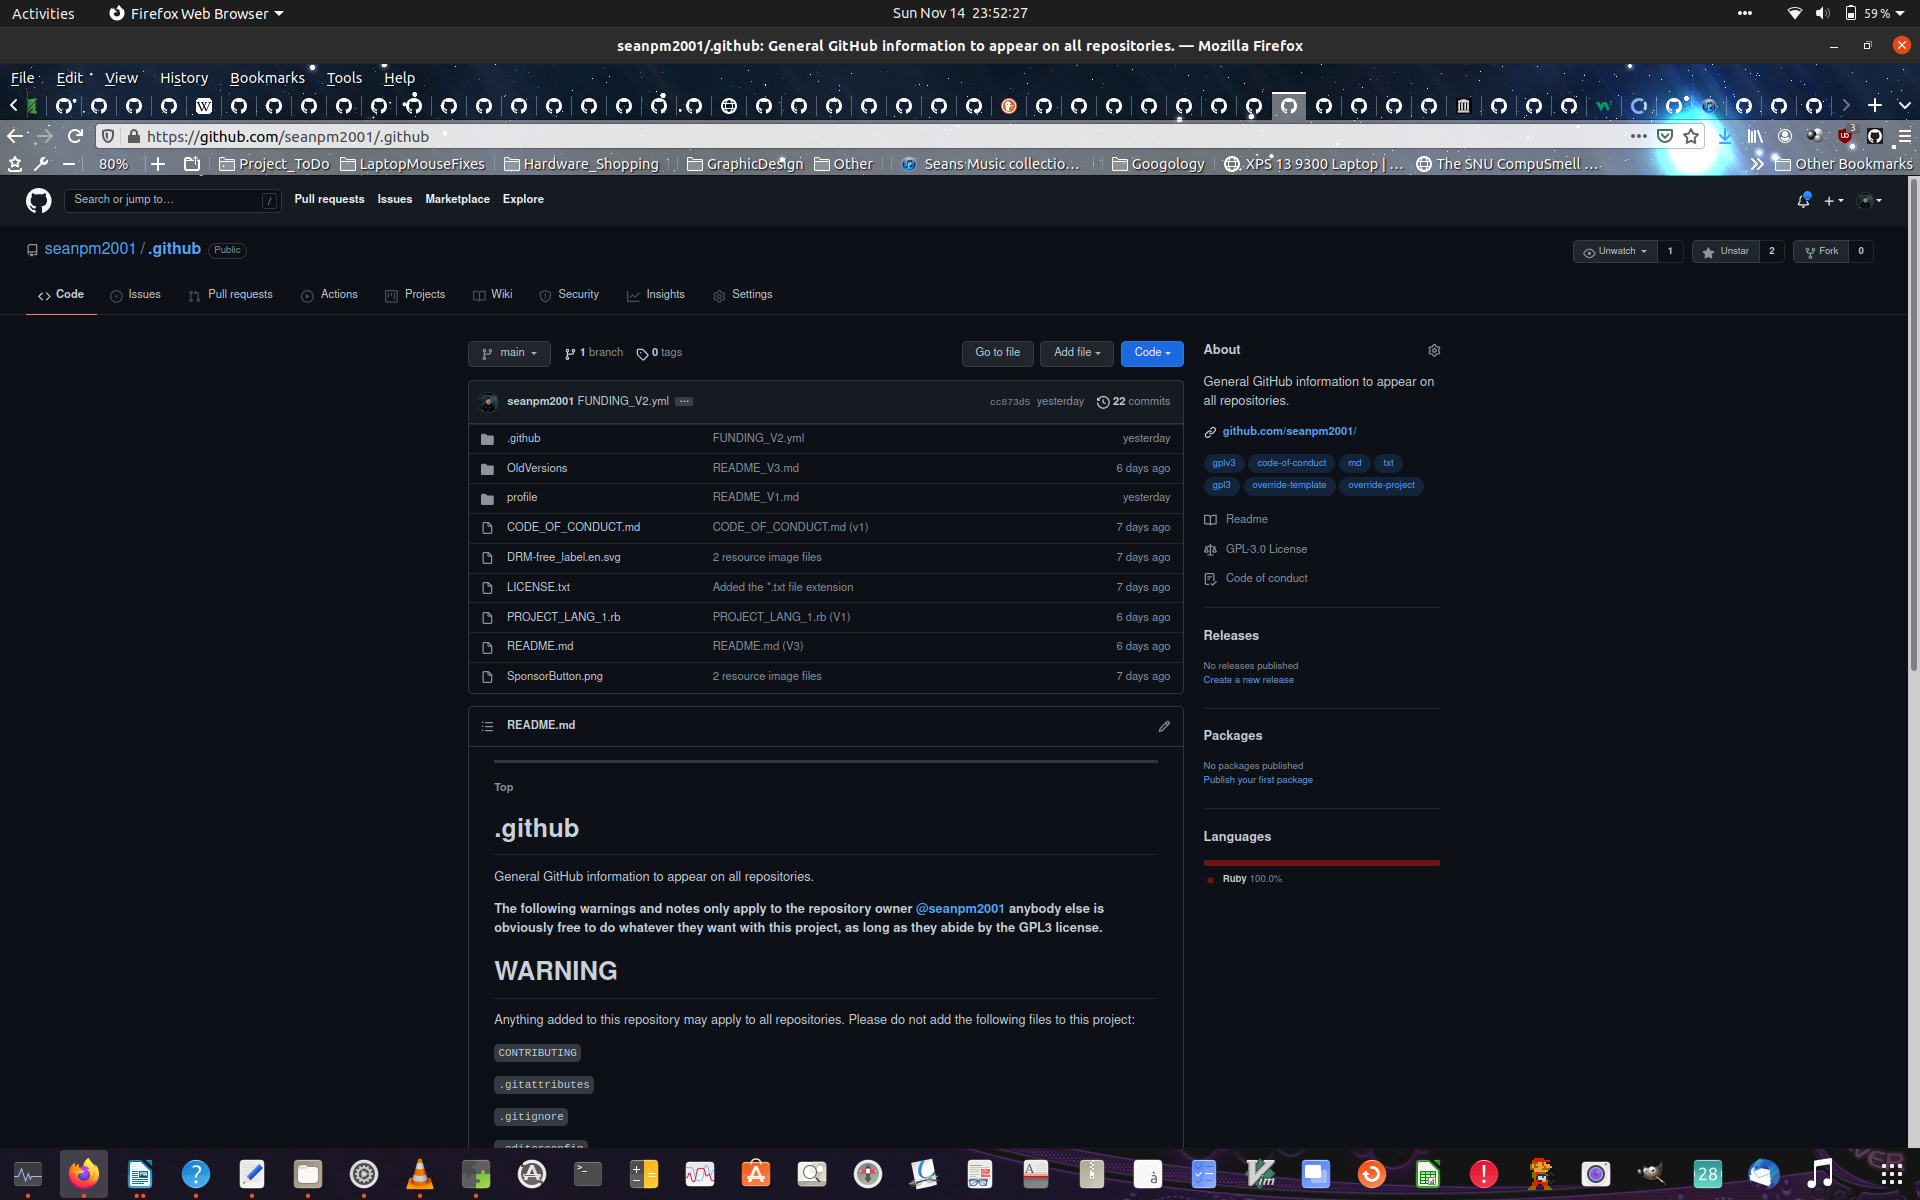 Activities
Firefox Web Browser
Sun Nov 14  23:52:27
59 %
seanpm2001/.github: General GitHub information to appear on all repositories. — Mozilla Firefox
File Edit View History Bookmarks Tools Help
https://github.com/seanpm2001/.github
3
80%
Project_ToDo
LaptopMouseFixes
Hardware_Shopping
GraphicDesign
Other
Seans Music collectio…
Googology
XPS 13 9300 Laptop | …
The SNU CompuSmell …
Other Bookmarks
Search or jump to…
/
Pull requests Issues Marketplace Explore
seanpm2001 / .github Public
Unwatch 1
Unstar 2
Fork 0
Code
Issues
Pull requests
Actions
Projects
Wiki
Security
Insights
Settings
main
1 branch
0 tags
Go to file
Add file
Code
seanpm2001 FUNDING_V2.yml ... cc873d5 yesterday 22 commits
.github FUNDING_V2.yml yesterday
OldVersions README_V3.md 6 days ago
profile README_V1.md yesterday
CODE_OF_CONDUCT.md CODE_OF_CONDUCT.md (v1) 7 days ago
DRM-free_label.en.svg 2 resource image files 7 days ago
LICENSE.txt Added the *.txt file extension 7 days ago
PROJECT_LANG_1.rb PROJECT_LANG_1.rb (V1) 6 days ago
README.md README.md (V3) 6 days ago
SponsorButton.png 2 resource image files 7 days ago
README.md
Top
.github
General GitHub information to appear on all repositories.
The following warnings and notes only apply to the repository owner @seanpm2001 anybody else is
obviously free to do whatever they want with this project, as long as they abide by the GPL3 license.
WARNING
Anything added to this repository may apply to all repositories. Please do not add the following files to this project:
CONTRIBUTING
.gitattributes
.gitignore
.editorconfig
About
General GitHub information to appear on
all repositories.
github.com/seanpm2001/
gplv3 code-of-conduct md txt
gpl3 override-template override-project
Readme
GPL-3.0 License
Code of conduct
Releases
No releases published
Create a new release
Packages
No packages published
Publish your first package
Languages
Ruby 100.0%
28